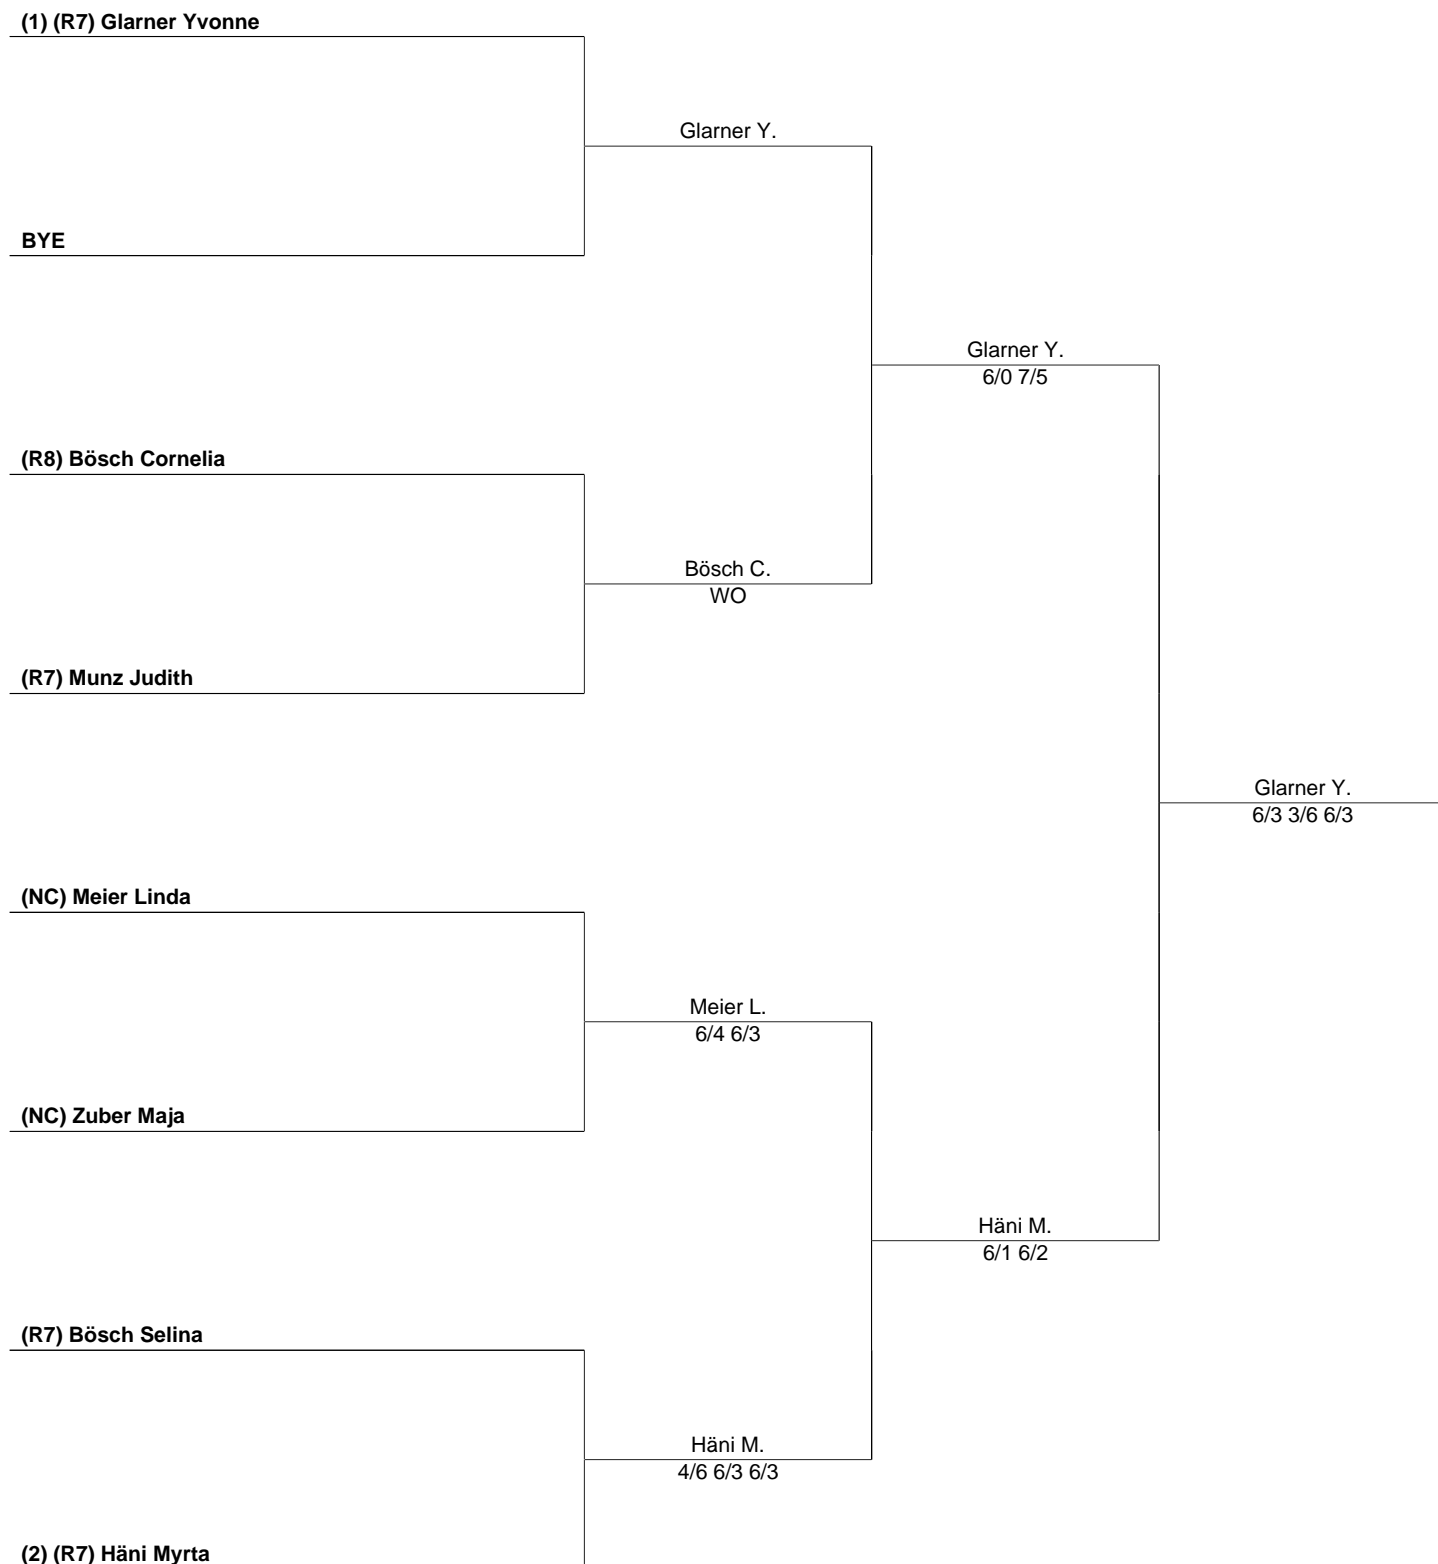 (1) (R7) Glarner Yvonne
Glarner Y.
BYE
Glarner Y.
6/0 7/5
(R8) Bösch Cornelia
Bösch C.
WO
(R7) Munz Judith
Glarner Y.
6/3 3/6 6/3
(NC) Meier Linda
Meier L.
6/4 6/3
(NC) Zuber Maja
Häni M.
6/1 6/2
(R7) Bösch Selina
Häni M.
4/6 6/3 6/3
(2) (R7) Häni Myrta